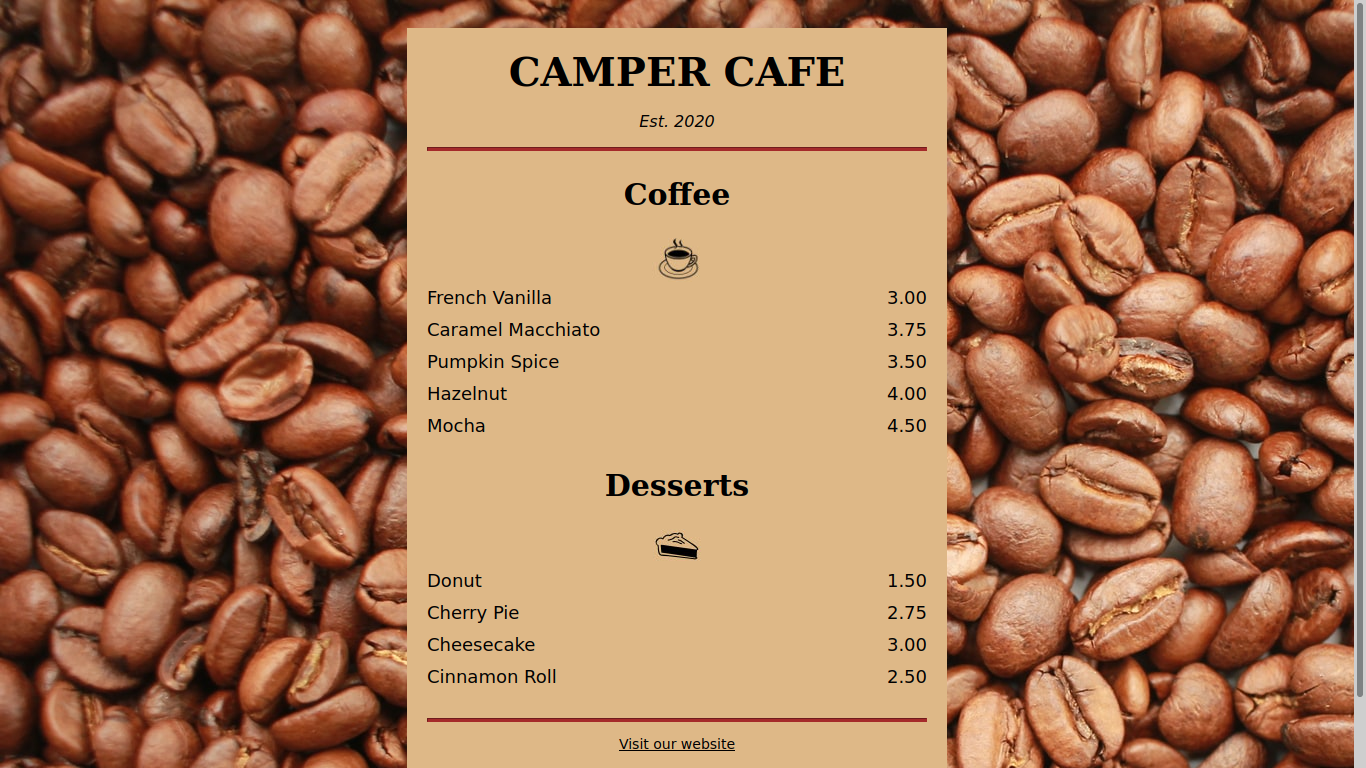 CAMPER CAFE
Est. 2020
Coffee
French Vanilla 3.00
Caramel Macchiato 3.75
Pumpkin Spice 3.50
Hazelnut 4.00
Mocha 4.50
Desserts
Donut 1.50
Cherry Pie 2.75
Cheesecake 3.00
Cinnamon Roll 2.50
Visit our website